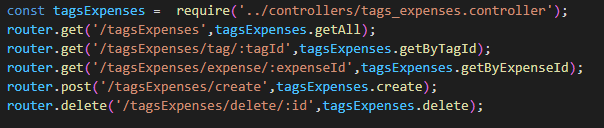 const tagsExpenses =  require('../controllers/tags_expenses.controller');
router.get('/tagsExpenses',tagsExpenses.getAll);
router.get('/tagsExpenses/tag/:tagId',tagsExpenses.getByTagId);
router.get('/tagsExpenses/expense/:expenseId',tagsExpenses.getByExpenseId);
router.post('/tagsExpenses/create',tagsExpenses.create);
router.delete('/tagsExpenses/delete/:id',tagsExpenses.delete);